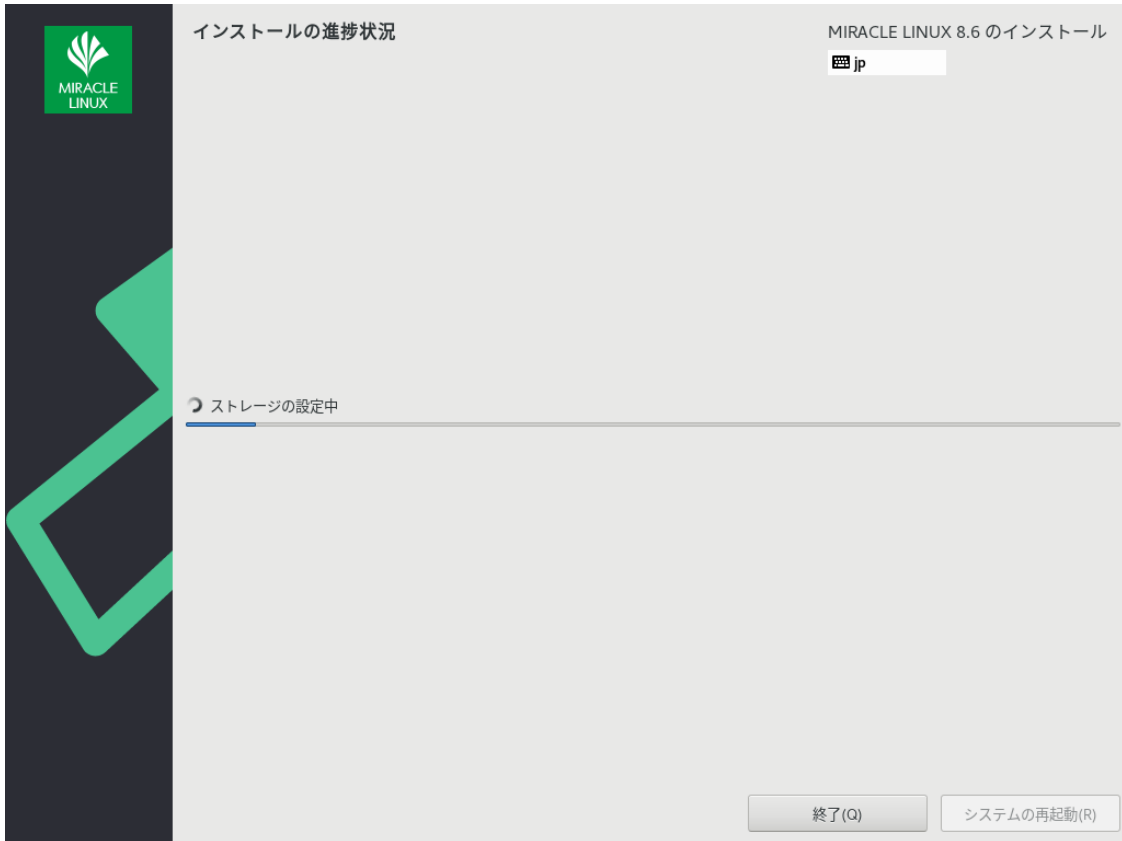 MIRACLE
LINUX
インストールの進捗状況
MIRACLE LINUX 8.6 のインストール
jp
ストレージの設定中
終了(Q)
システムの再起動(R)